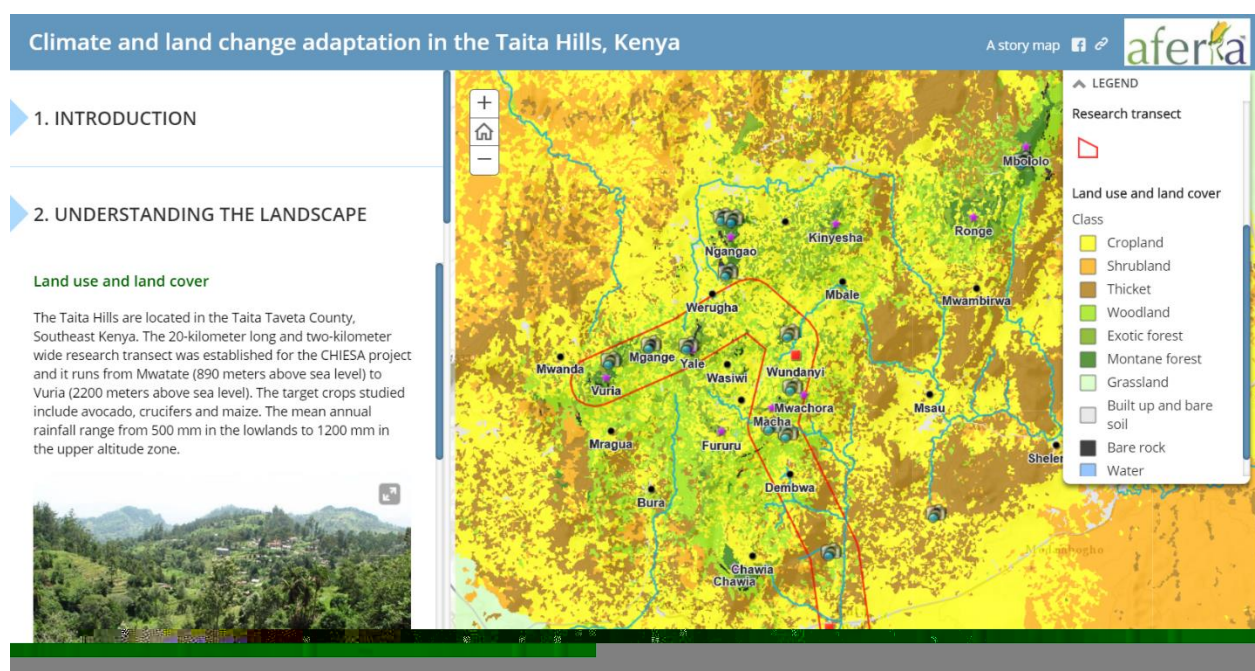 Climate and land change adaptation in the Taita Hills, Kenya
A story map
aferia
1. INTRODUCTION
2. UNDERSTANDING THE LANDSCAPE
Land use and land cover
The Taita Hills are located in the Taita Taveta County,
Southeast Kenya. The 20-kilometer long and two-kilometer
wide research transect was established for the CHIESA project
and it runs from Mwatate (890 meters above sea level) to
Vuria (2200 meters above sea level). The target crops studied
include avocado, crucifers and maize. The mean annual
rainfall range from 500 mm in the lowlands to 1200 mm in
the upper altitude zone.
Mbololo
Ronge
Kinyesha
Ngangao
Werugha
Mbale
Mwambirwa
Mwanda
Mgange
Yale
Wasiwi
Wundanyi
Vuria
Mwachora
Macha
Msau
Mragua
Fururu
Dembwa
Bura
Chawia
Chawia
LEGEND
Research transect
Land use and land cover
Class
Cropland
Shrubland
Thicket
Woodland
Exotic forest
Montane forest
Grassland
Built up and bare
soil
Bare rock
Water